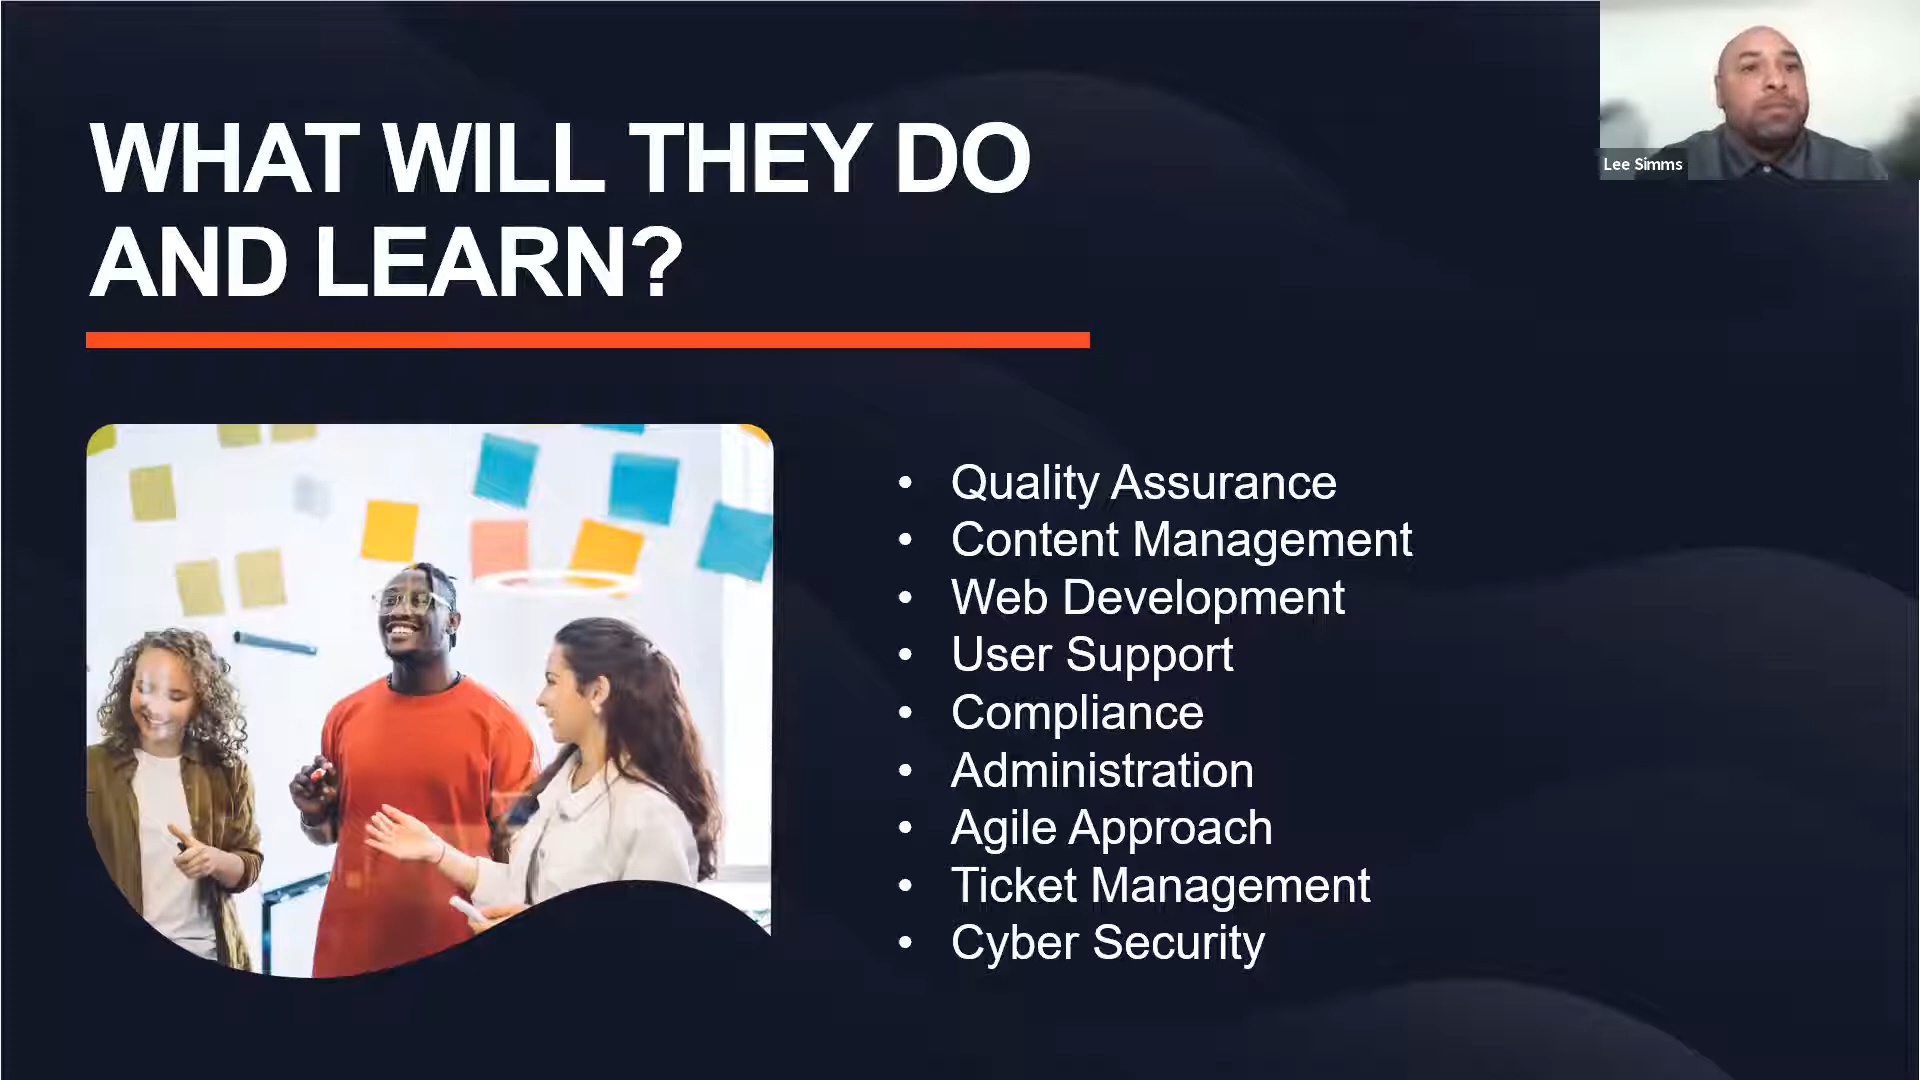 WHAT WILL THEY DO
AND LEARN?
Lee Simms
• Quality Assurance
• Content Management
• Web Development
• User Support
• Compliance
• Administration
• Agile Approach
• Ticket Management
• Cyber Security